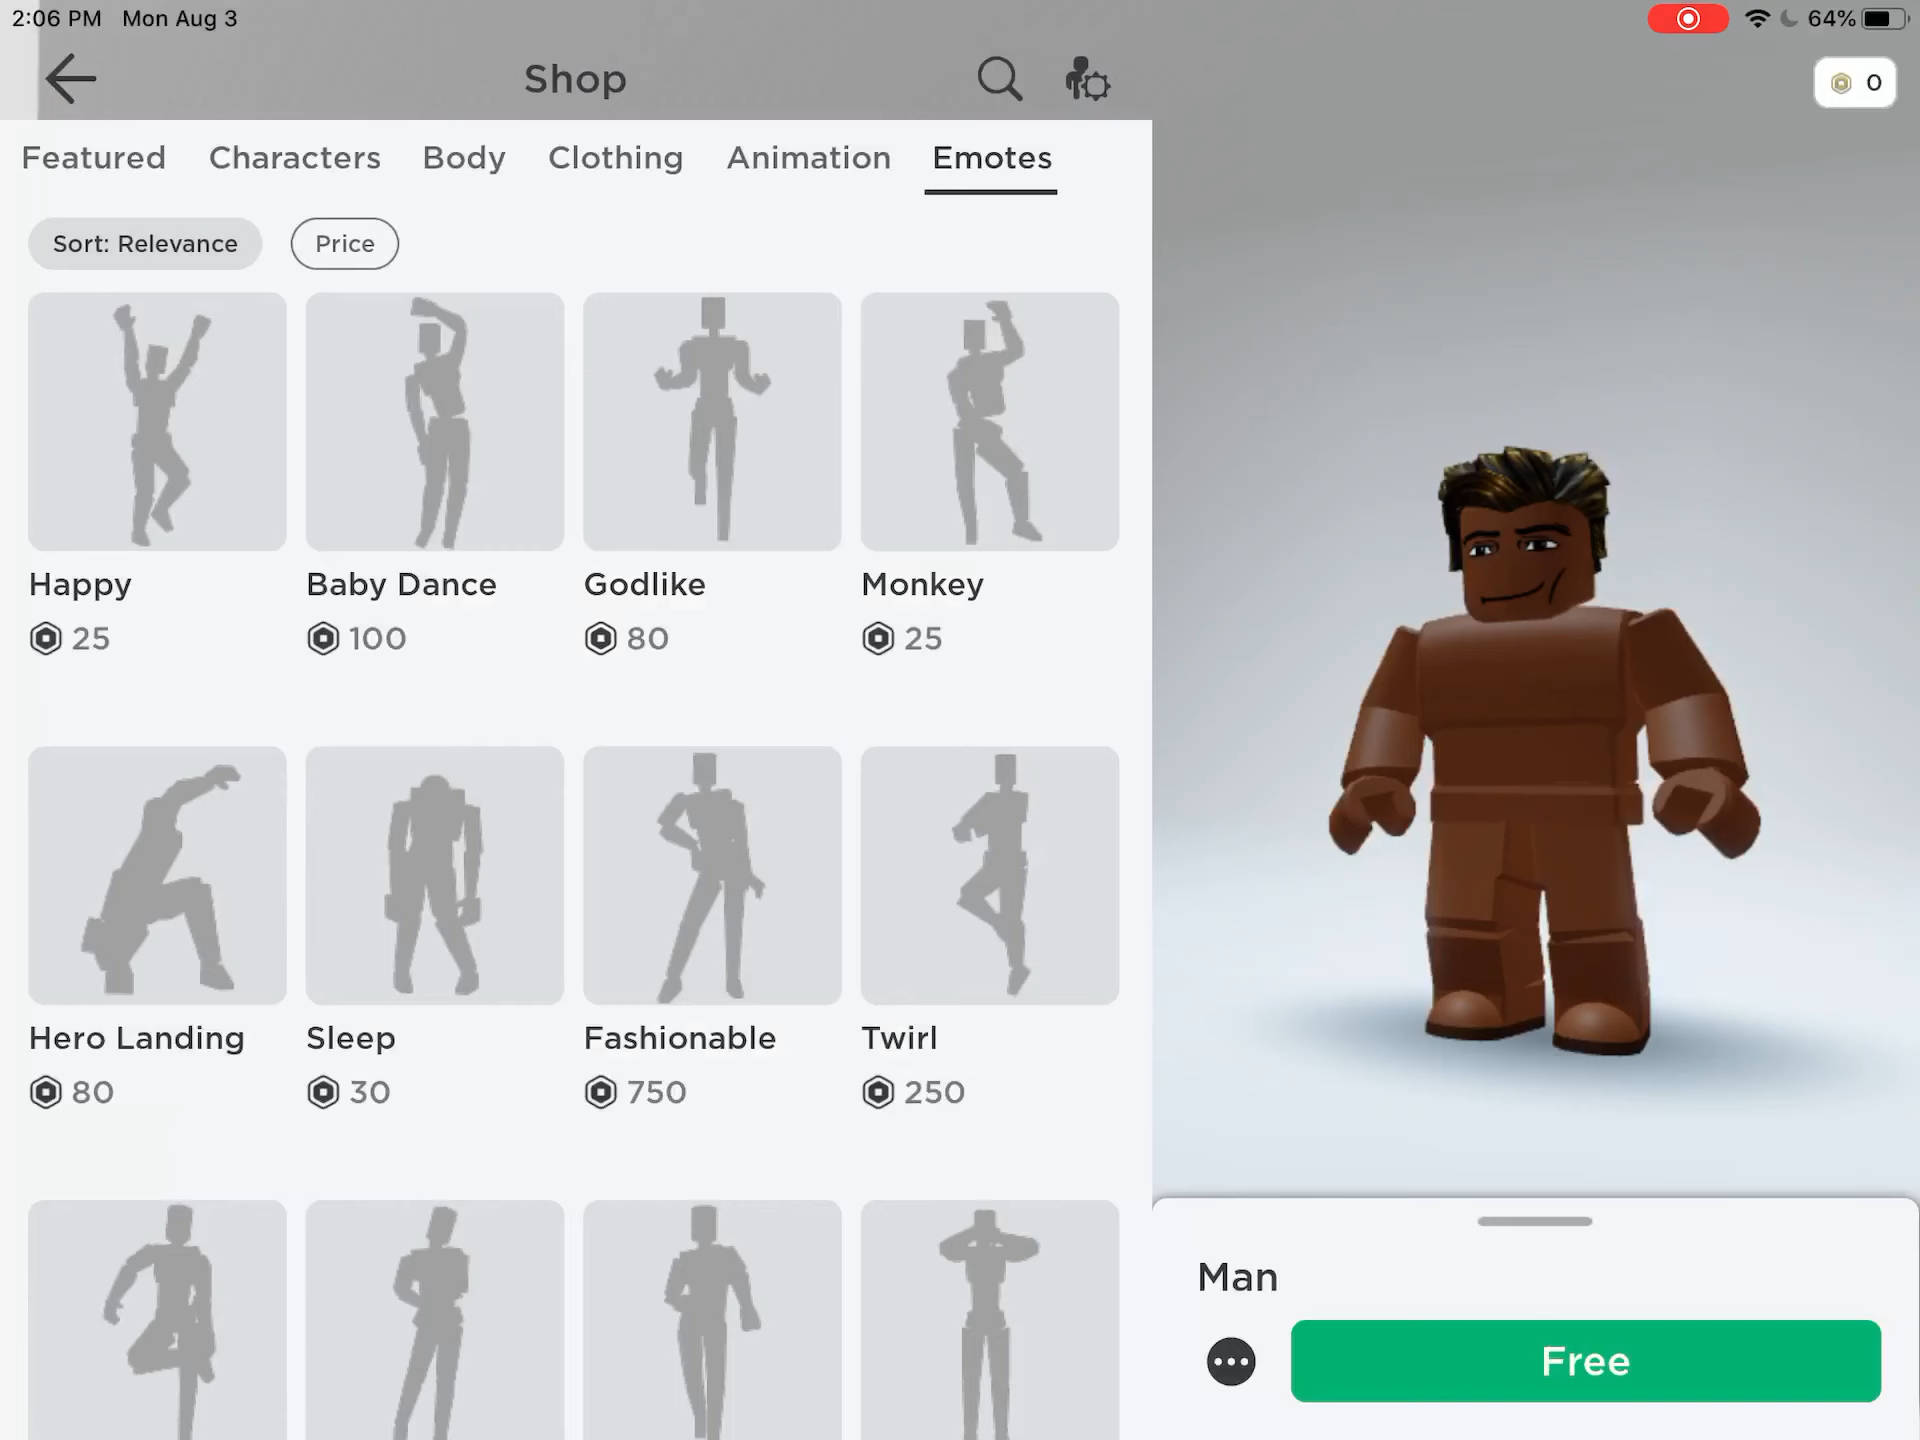 2:06 PM Mon Aug 3
64%
Shop
0
Featured Characters Body Clothing Animation Emotes
Sort: Relevance Price
Happy Baby Dance Godlike Monkey
25 100 80 25
Hero Landing Sleep Fashionable Twirl
80 30 750 250
Man
Free